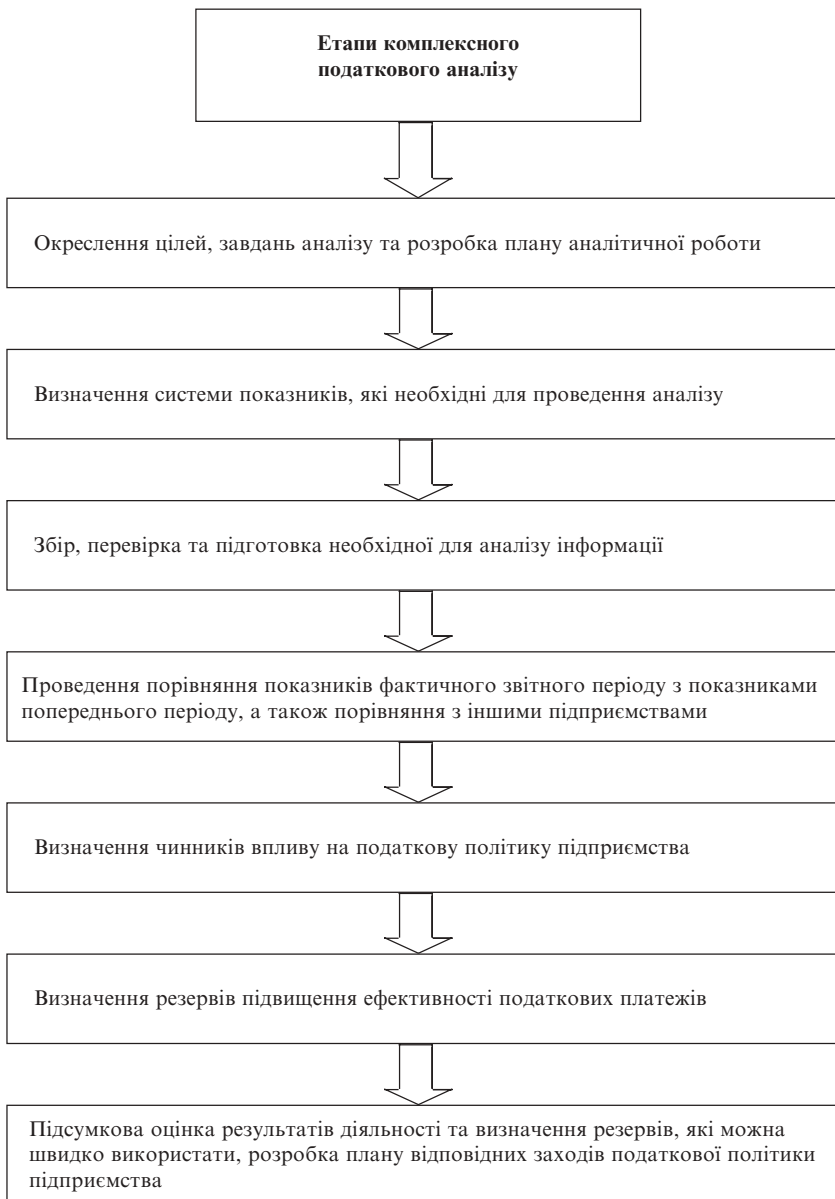 Етапи комплексного
податкового аналізу
Окреслення цілей, завдань аналізу та розробка плану аналітичної роботи
Визначення системи показників, які необхідні для проведення аналізу
Збір, перевірка та підготовка необхідної для аналізу інформації
Проведення порівняння показників фактичного звітного періоду з показниками
попереднього періоду, а також порівняння з іншими підприємствами
Визначення чинників впливу на податкову політику підприємства
Визначення резервів підвищення ефективності податкових платежів
Підсумкова оцінка результатів діяльності та визначення резервів, які можна
швидко використати, розробка плану відповідних заходів податкової політики
підприємства